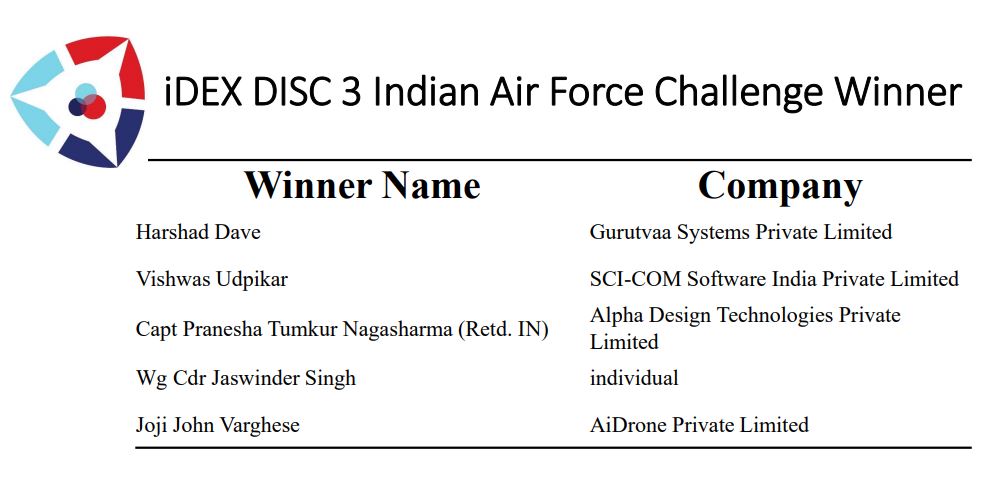 iDEX DISC 3 Indian Air Force Challenge Winner
Winner Name Company
Harshad Dave Gurutvaa Systems Private Limited
Vishwas Udpikar SCI-COM Software India Private Limited
Capt Pranesha Tumkur Nagasharma (Retd. IN) Alpha Design Technologies Private
Limited
Wg Cdr Jaswinder Singh individual
Joji John Varghese AiDrone Private Limited